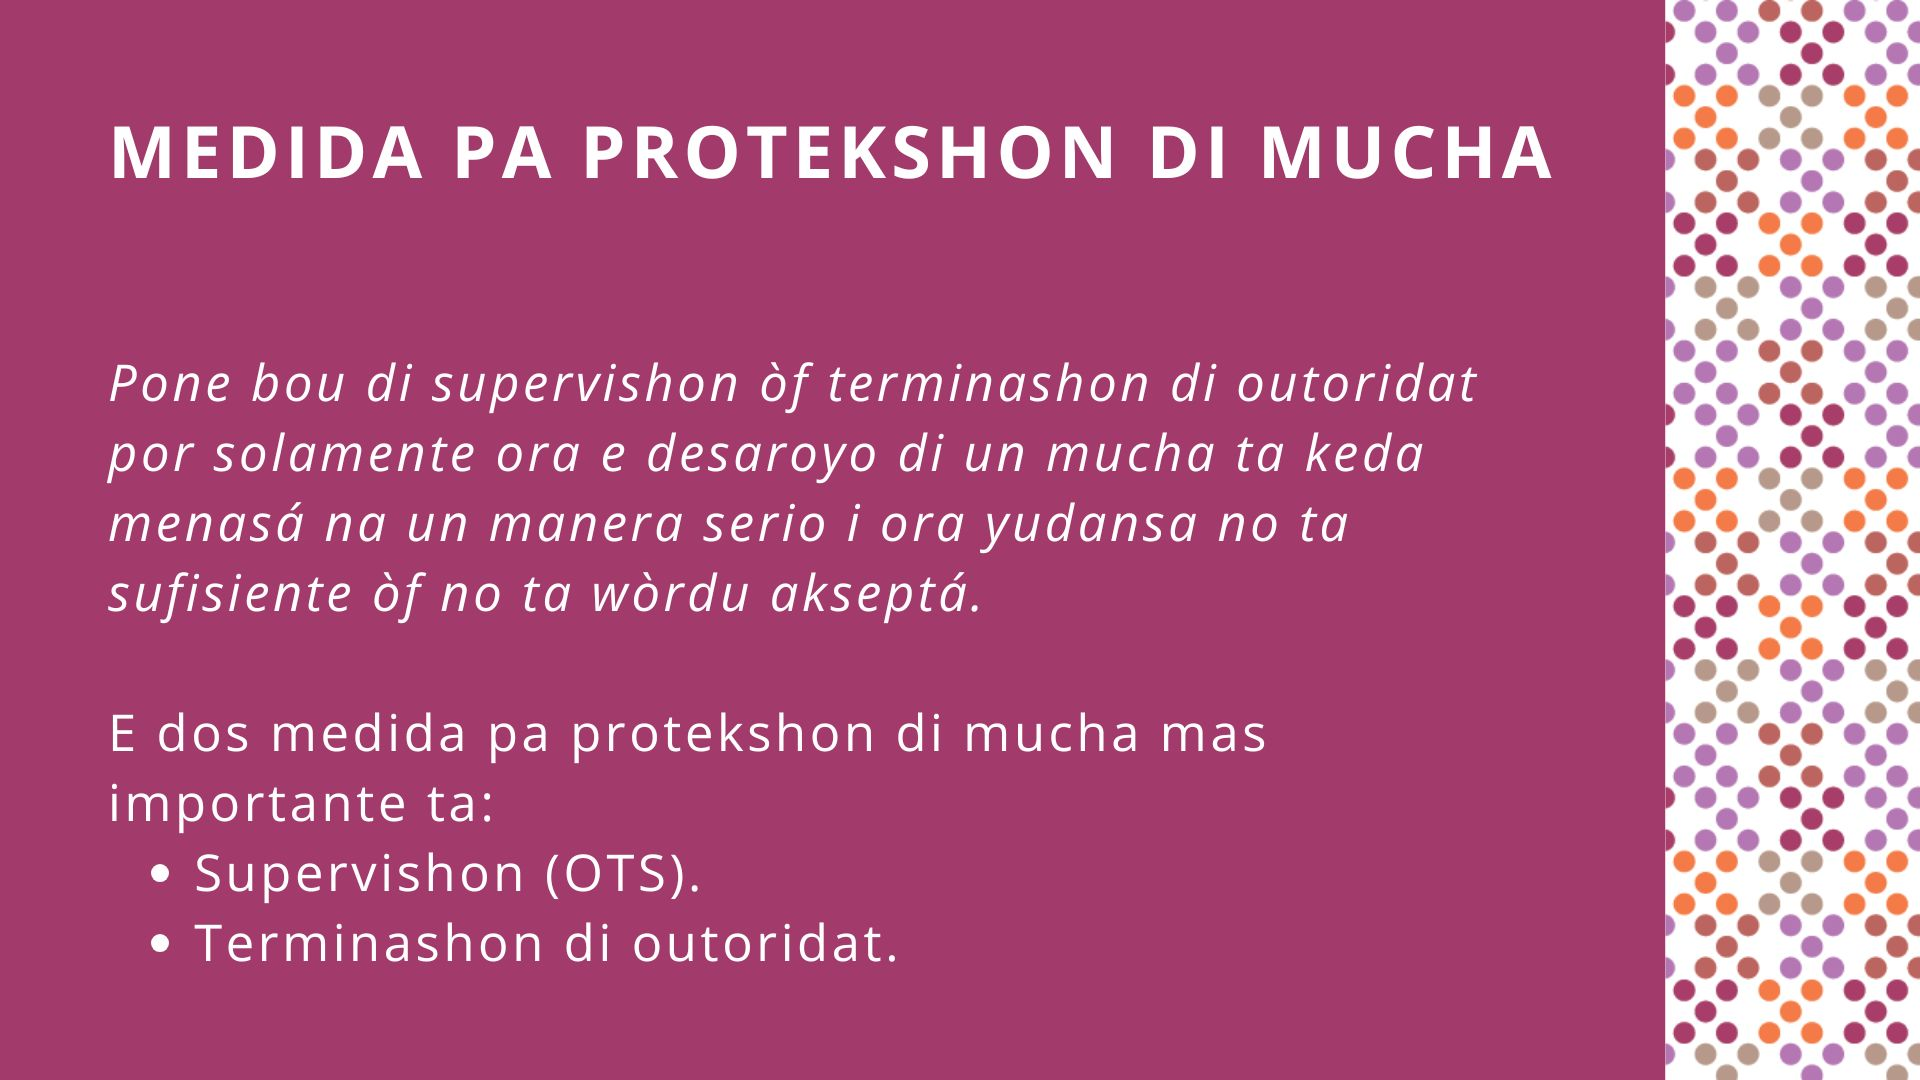 MEDIDA PA PROTEKSHON DI MUCHA
Pone bou di supervishon òf terminashon di outoridat
por solamente ora e desaroyo di un mucha ta keda
menasá na un manera serio i ora yudansa no ta
sufisiente òf no ta wòrdu akseptá.
E dos medida pa protekshon di mucha mas
importante ta:
• Supervishon (OTS).
• Terminashon di outoridat.